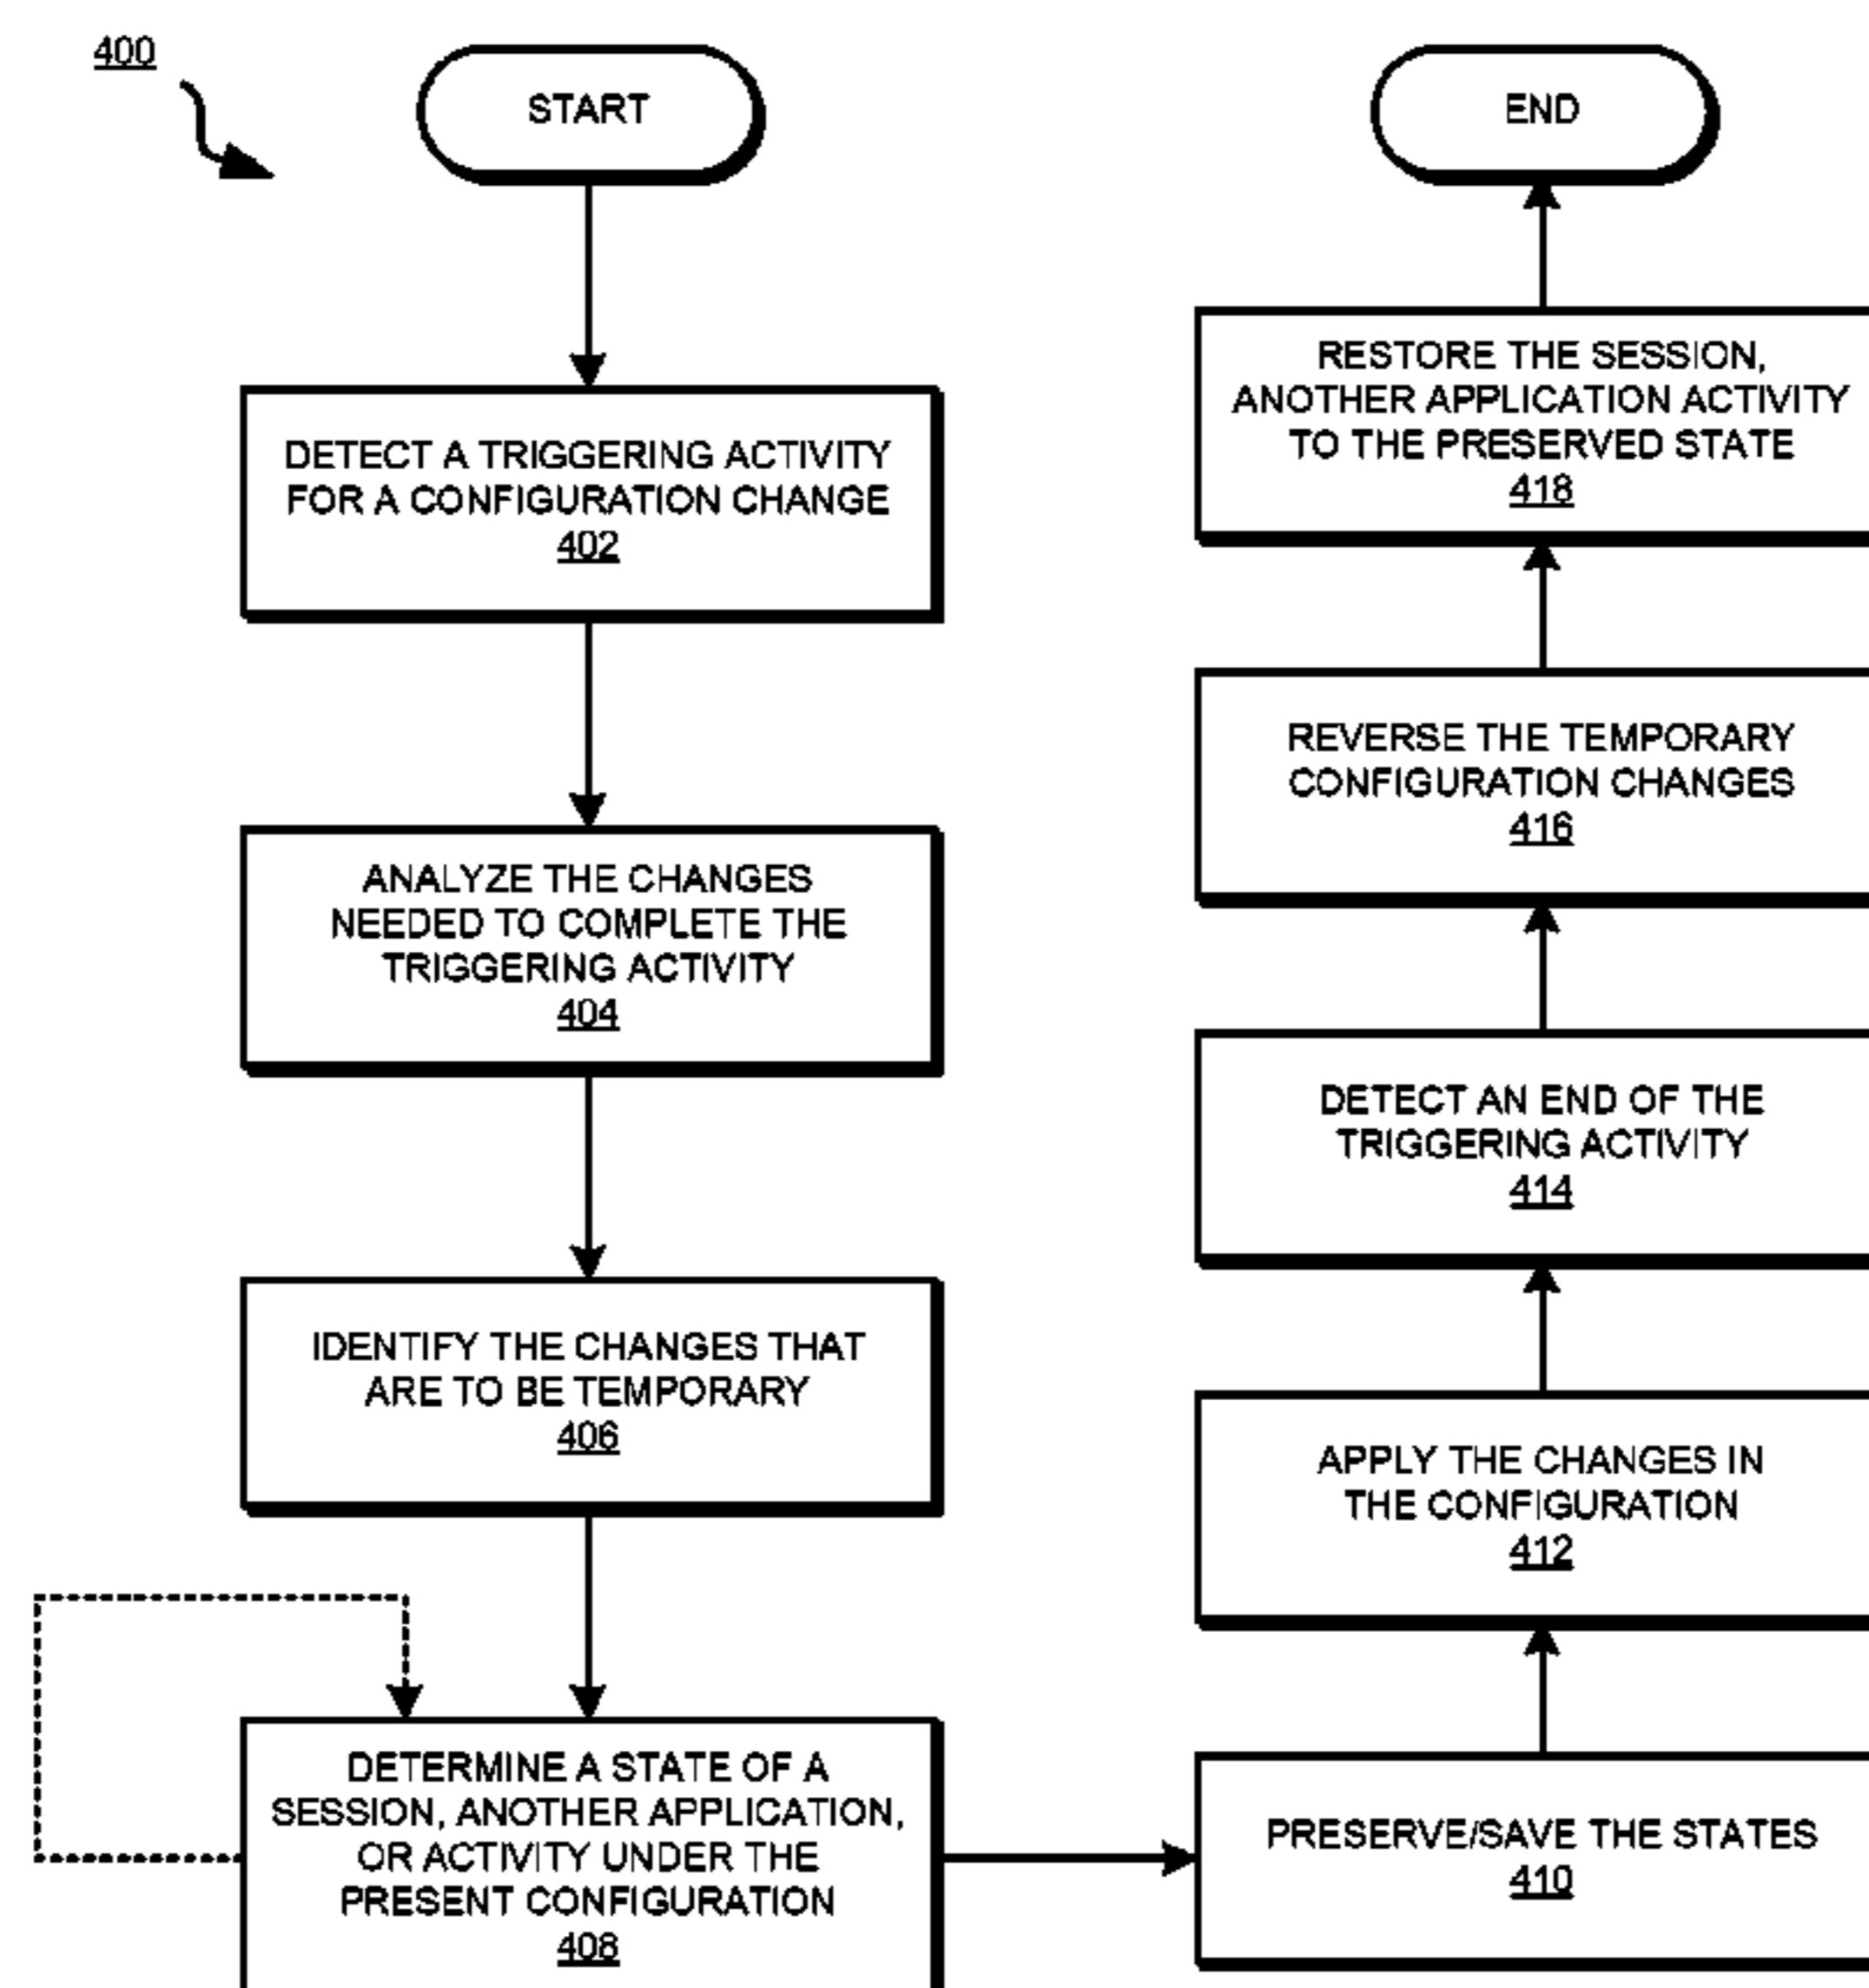 400
START
DETECT A TRIGGERING ACTIVITY
FOR A CONFIGURATION CHANGE
402
ANALYZE THE CHANGES
NEEDED TO COMPLETE THE
TRIGGERING ACTIVITY
404
IDENTIFY THE CHANGES THAT
ARE TO BE TEMPORARY
406
DETERMINE A STATE OF A
SESSION, ANOTHER APPLICATION,
OR ACTIVITY UNDER THE
PRESENT CONFIGURATION
408
PRESERVE/SAVE THE STATES
410
APPLY THE CHANGES IN
THE CONFIGURATION
412
DETECT AN END OF THE
TRIGGERING ACTIVITY
414
REVERSE THE TEMPORARY
CONFIGURATION CHANGES
416
RESTORE THE SESSION,
ANOTHER APPLICATION ACTIVITY
TO THE PRESERVED STATE
418
END